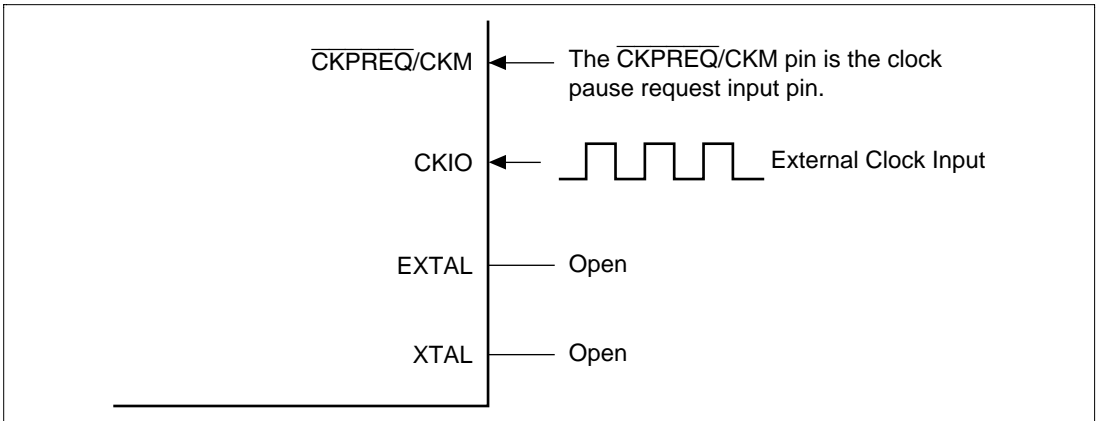 CKPREQ/CKM
The CKPREQ/CKM pin is the clock
pause request input pin.
CKIO
External Clock Input
EXTAL
Open
XTAL
Open